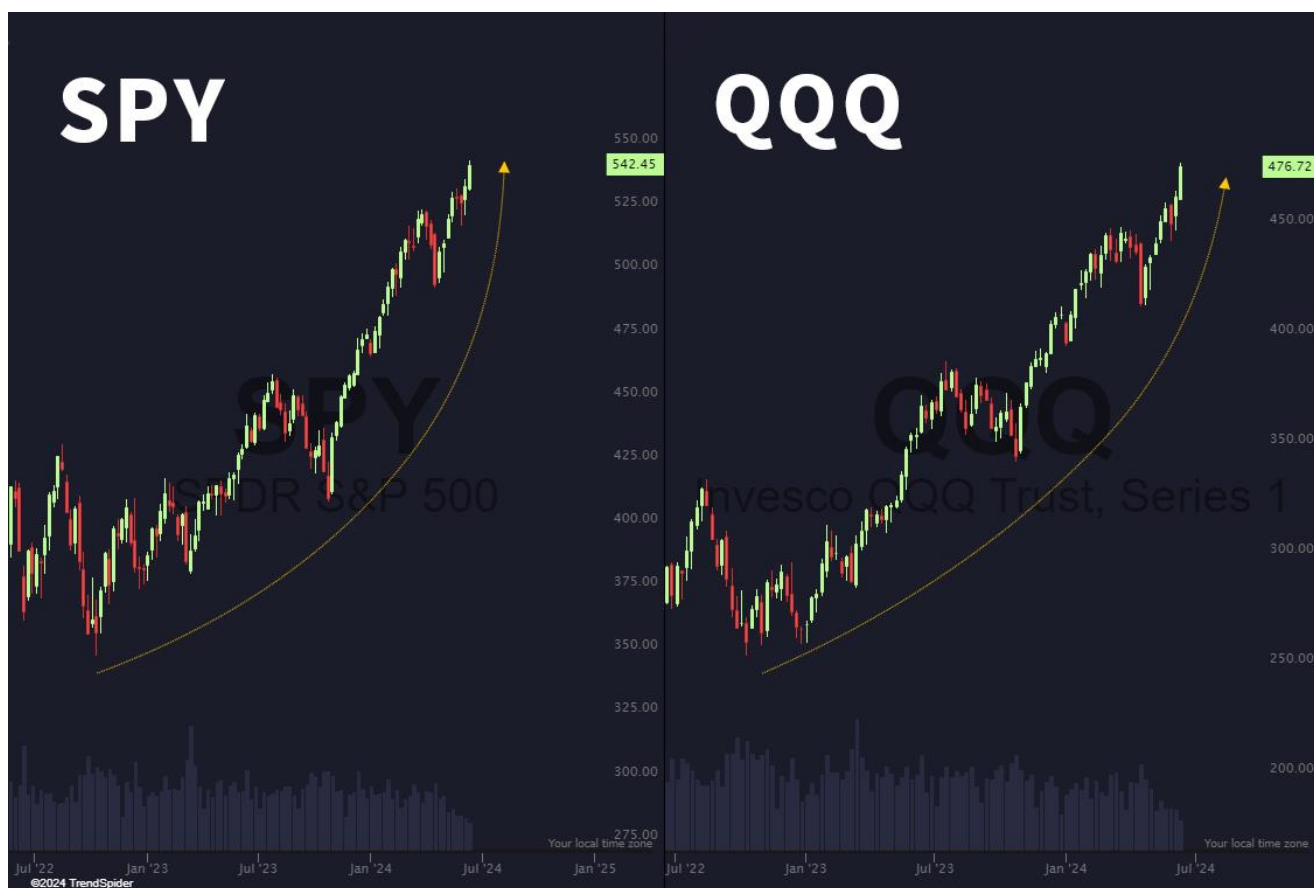 SPY
550.00
542.45
525.00
500.00
475.00
450.00
SPY
425.00
SPDR S&P 500
400.00
375.00
350.00
325.00
300.00
275.00
Your local time zone
Jul '22 Jan '23 Jul '23 Jan '24 Jul '24 Jan '25
©2024 TrendSpider
QQQ
476.72
450.00
400.00
QQQ
350.00
Invesco QQQ Trust, Series 1
300.00
250.00
200.00
Your local time zone
Jul '22 Jan '23 Jul '23 Jan '24 Jul '24